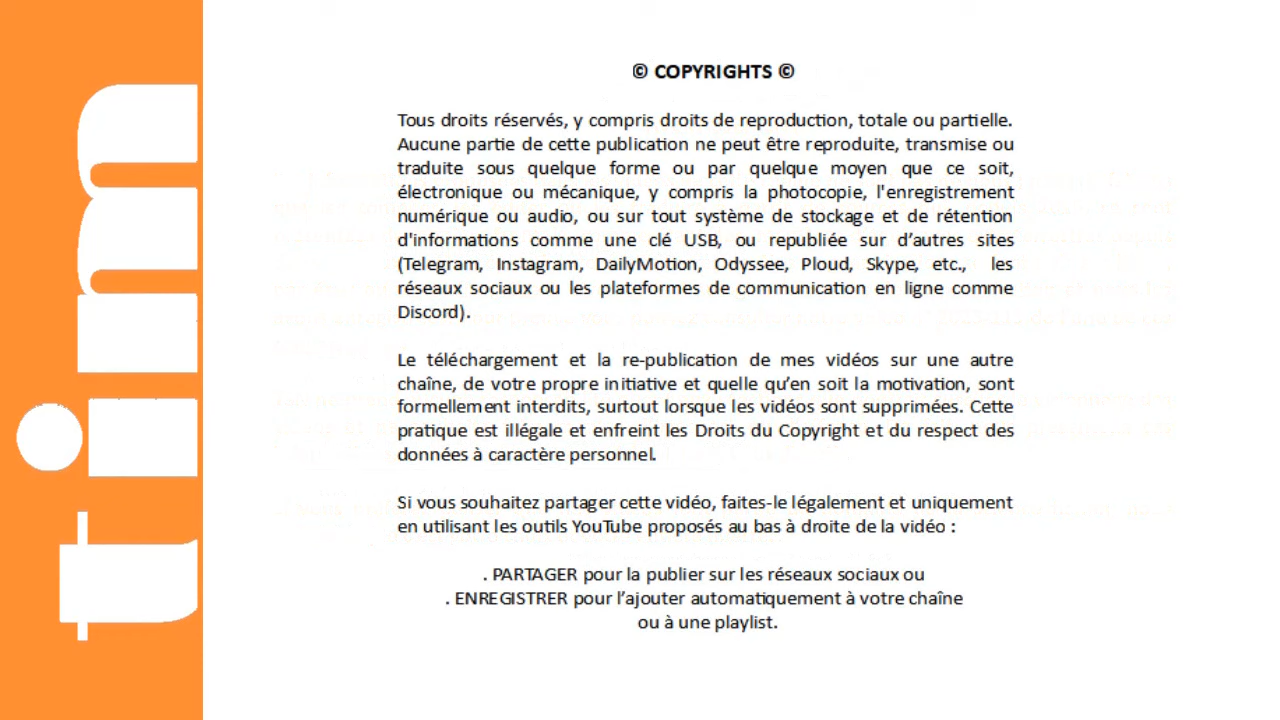 tim
© COPYRIGHTS ©
Tous droits réservés, y compris droits de reproduction, totale ou partielle.
Aucune partie de cette publication ne peut être reproduite, transmise ou
traduite sous quelque forme ou par quelque moyen que ce soit,
électronique ou mécanique, y compris la photocopie, l'enregistrement
numérique ou audio, ou sur tout système de stockage et de rétention
d'informations comme une clé USB, ou republiée sur d’autres sites
(Telegram, Instagram, DailyMotion, Odyssee, Ploud, Skype, etc., les
réseaux sociaux ou les plateformes de communication en ligne comme
Discord).
Le téléchargement et la re-publication de mes vidéos sur une autre
chaîne, de votre propre initiative et quelle qu’en soit la motivation, sont
formellement interdits, surtout lorsque les vidéos sont supprimées. Cette
pratique est illégale et enfreint les Droits du Copyright et du respect des
données à caractère personnel.
Si vous souhaitez partager cette vidéo, faites-le légalement et uniquement
en utilisant les outils YouTube proposés au bas à droite de la vidéo :
. PARTAGER pour la publier sur les réseaux sociaux ou
. ENREGISTRER pour l’ajouter automatiquement à votre chaîne
ou à une playlist.